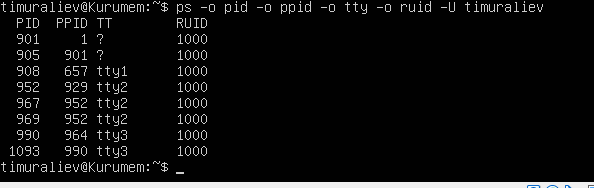 timuraliev@Kurumem:~$ ps -o pid -o ppid -o tty -o ruid -U timuraliev
PID PPID TT RUID
901 1 ? 1000
905 901 ? 1000
908 657 tty1 1000
952 929 tty2 1000
967 952 tty2 1000
969 952 tty2 1000
990 964 tty3 1000
1093 990 tty3 1000
timuraliev@Kurumem:~$ _